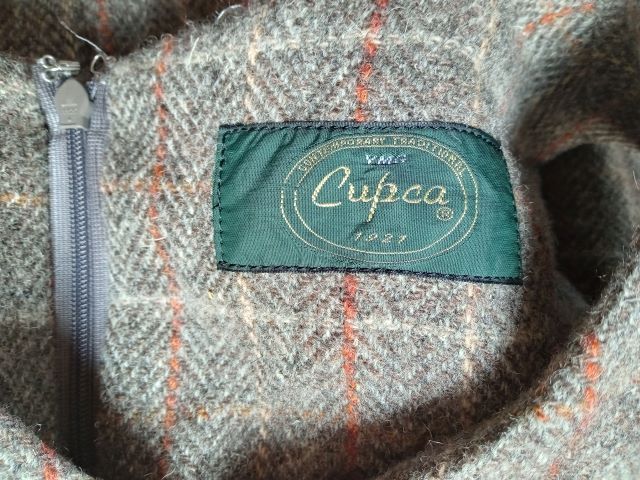 CONTEMPORARY TRADITIONAL
YMG
Cupca®
1921